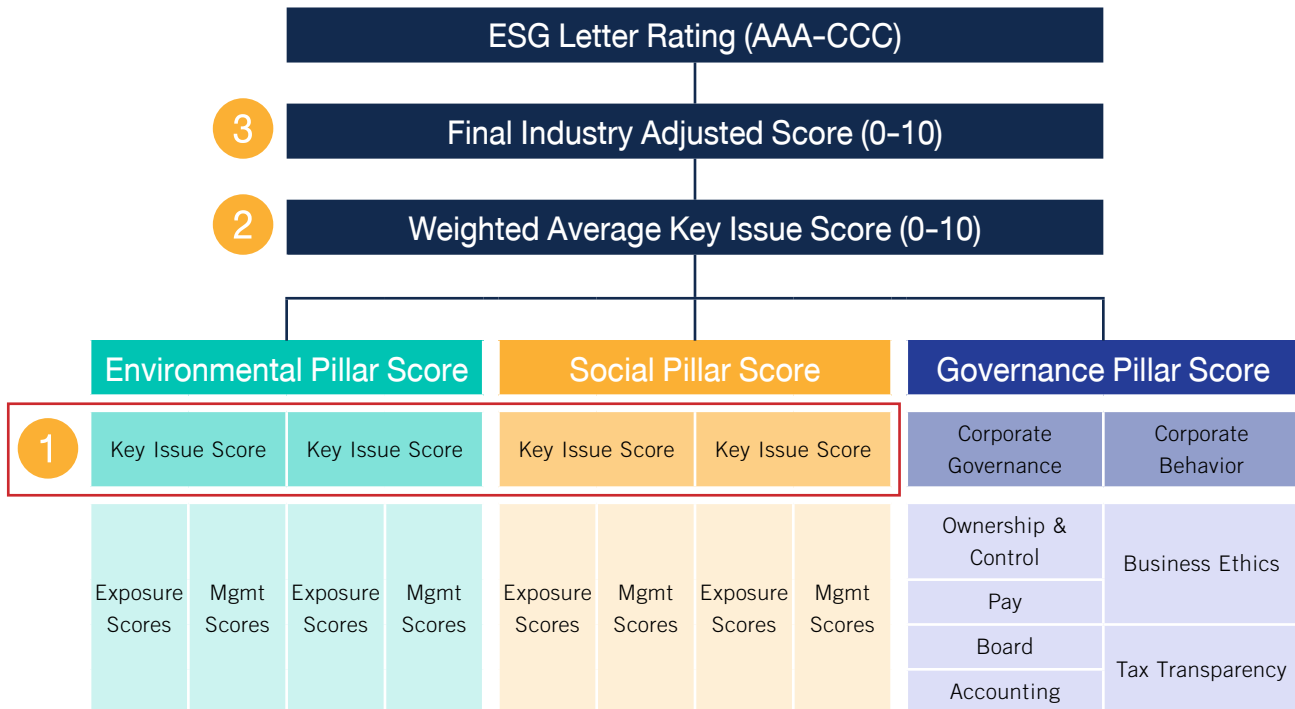 ESG Letter Rating (AAA-CCC)
3
Final Industry Adjusted Score (0-10)
2
Weighted Average Key Issue Score (0-10)
Environmental Pillar Score
Social Pillar Score
Governance Pillar Score
1
Key Issue Score
Key Issue Score
Key Issue Score
Key Issue Score
Corporate
Governance
Corporate
Behavior
Exposure
Scores
Mgmt
Scores
Exposure
Scores
Mgmt
Scores
Exposure
Scores
Mgmt
Scores
Exposure
Scores
Mgmt
Scores
Ownership &
Control
Pay
Board
Accounting
Business Ethics
Tax Transparency